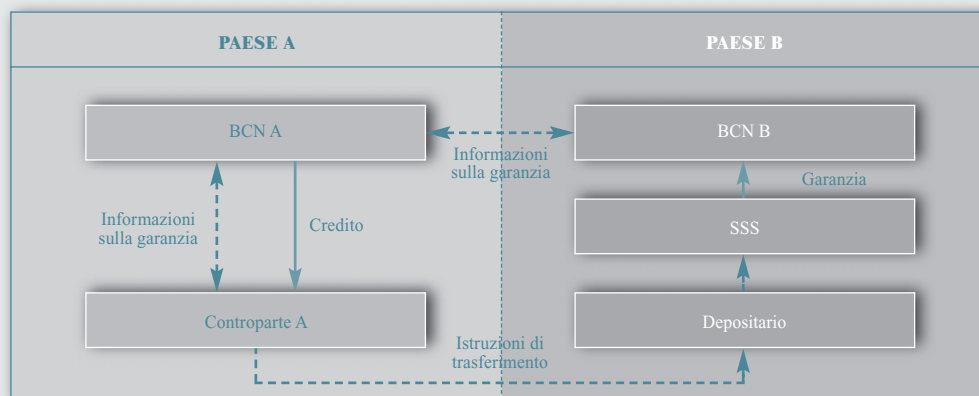 PAESE A
PAESE B
BCN A
BCN B
Informazioni
sulla garanzia
Garanzia
Informazioni
sulla garanzia
Credito
SSS
Controparte A
Depositario
Istruzioni di
trasferimento